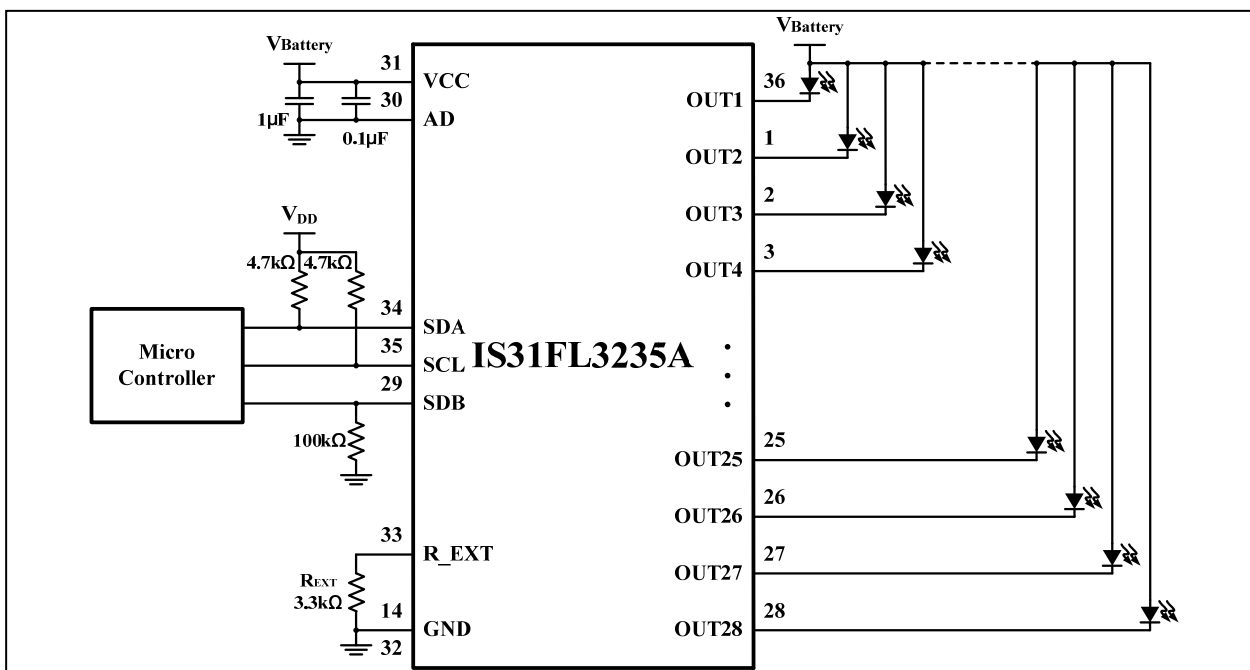 VBattery
31
VCC
30
AD
1µF
0.1µF
VDD
4.7kΩ 4.7kΩ
34
SDA
35
SCL
29
SDB
Micro
Controller
100kΩ
33
R_EXT
REXT
3.3kΩ
14
GND
32
IS31FL3235A
VBattery
36
OUT1
1
OUT2
2
OUT3
3
OUT4
25
OUT25
26
OUT26
27
OUT27
28
OUT28